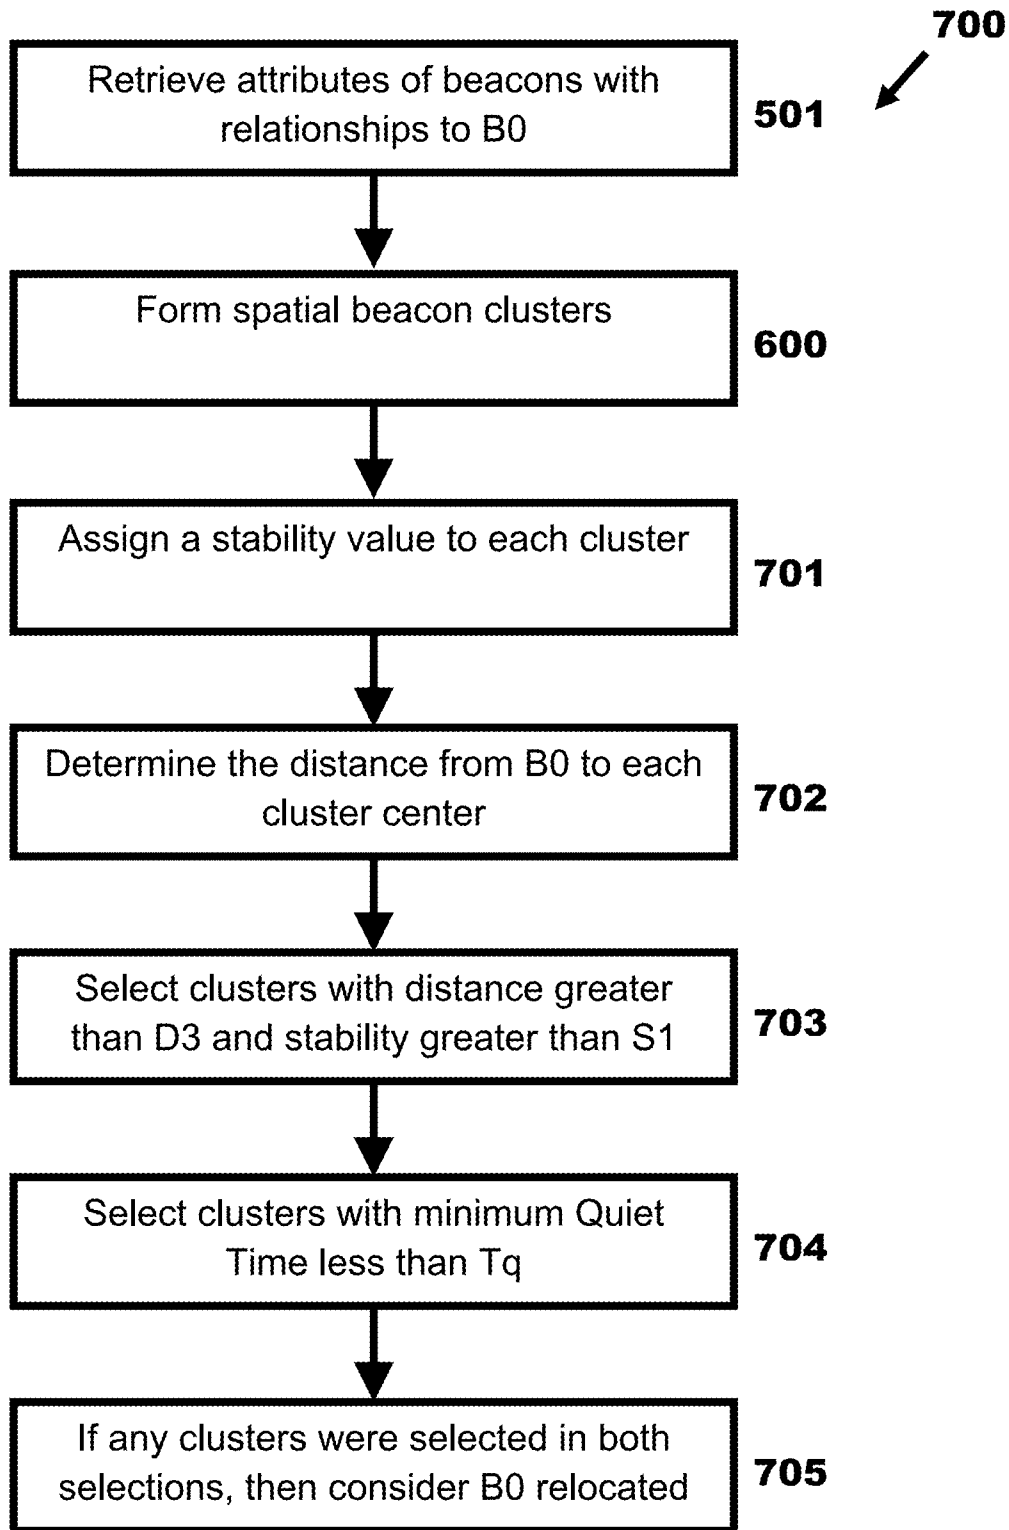 700
Retrieve attributes of beacons with
relationships to B0
501
Form spatial beacon clusters
600
Assign a stability value to each cluster
701
Determine the distance from B0 to each
cluster center
702
Select clusters with distance greater
than D3 and stability greater than S1
703
Select clusters with minimum Quiet
Time less than Tq
704
If any clusters were selected in both
selections, then consider B0 relocated
705